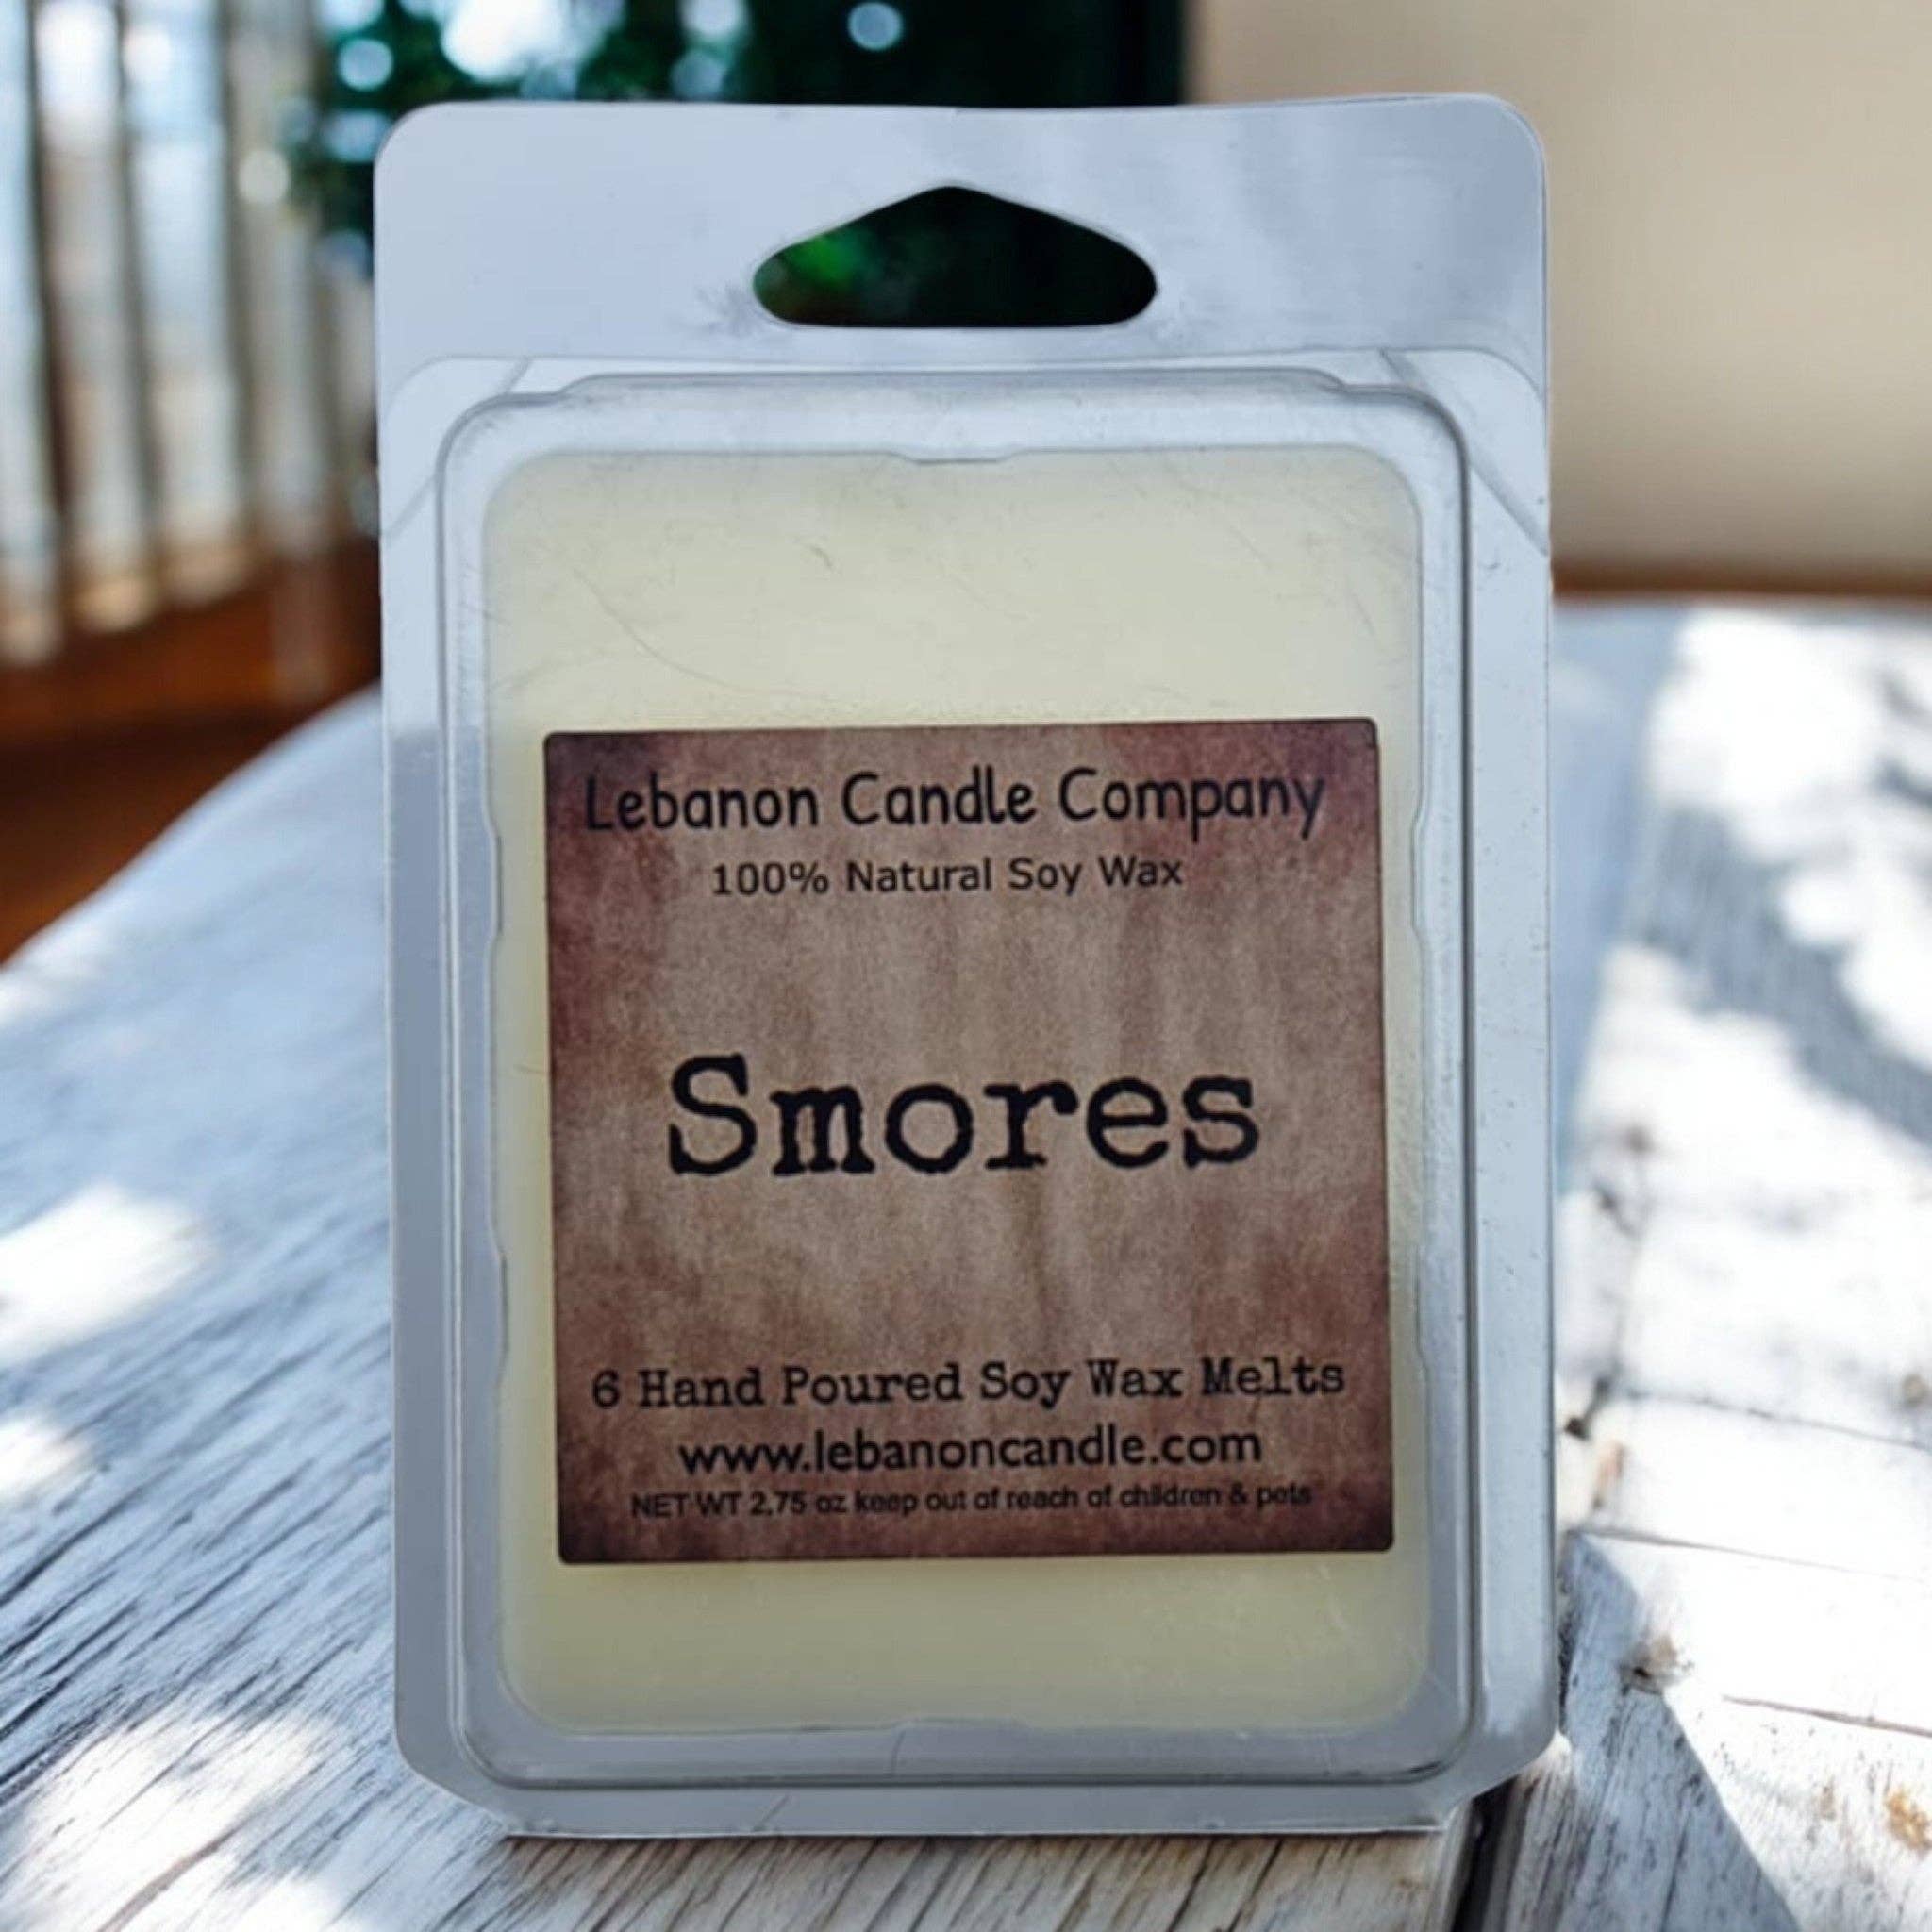 Lebanon Candle Company
100% Natural Soy Wax
Smores
6 Hand Poured Soy Wax Melts
www.lebanoncandle.com
NET WT 2.75 oz keep out of reach of children & pets